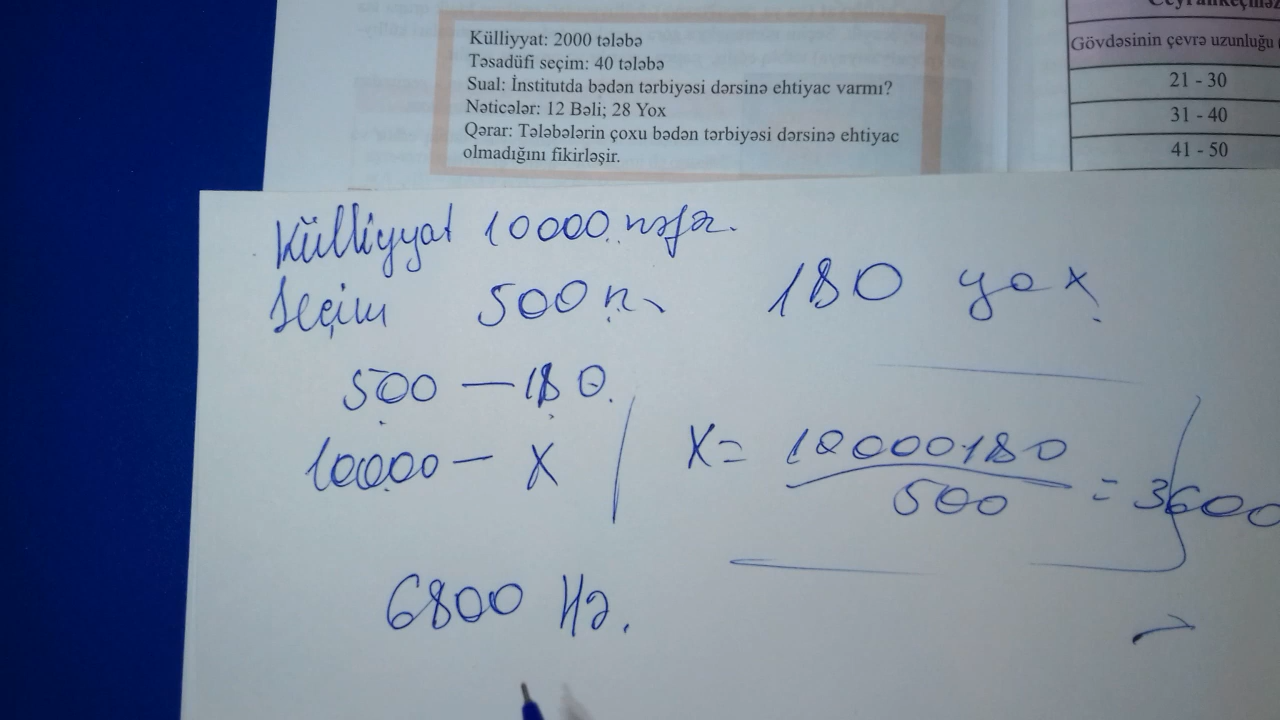 Külliyyat: 2000 tələbə
Təsadüfi seçim: 40 tələbə
Sual: İnstitutda bədən tərbiyəsi dərsinə ehtiyac varmı?
Nəticələr: 12 Bəli; 28 Yox
Qərar: Tələbələrin çoxu bədən tərbiyəsi dərsinə ehtiyac
olmadığını fikirləşir.
Gövdəsinin çevrə uzunluğu
21 - 30
31 - 40
41 - 50
Külliyyat 10000 nəfər.
Seçim 500 n. 180 yox
500 — 180.
10000 — X
X = 10000·180
500
= 3600
6800 Hə.